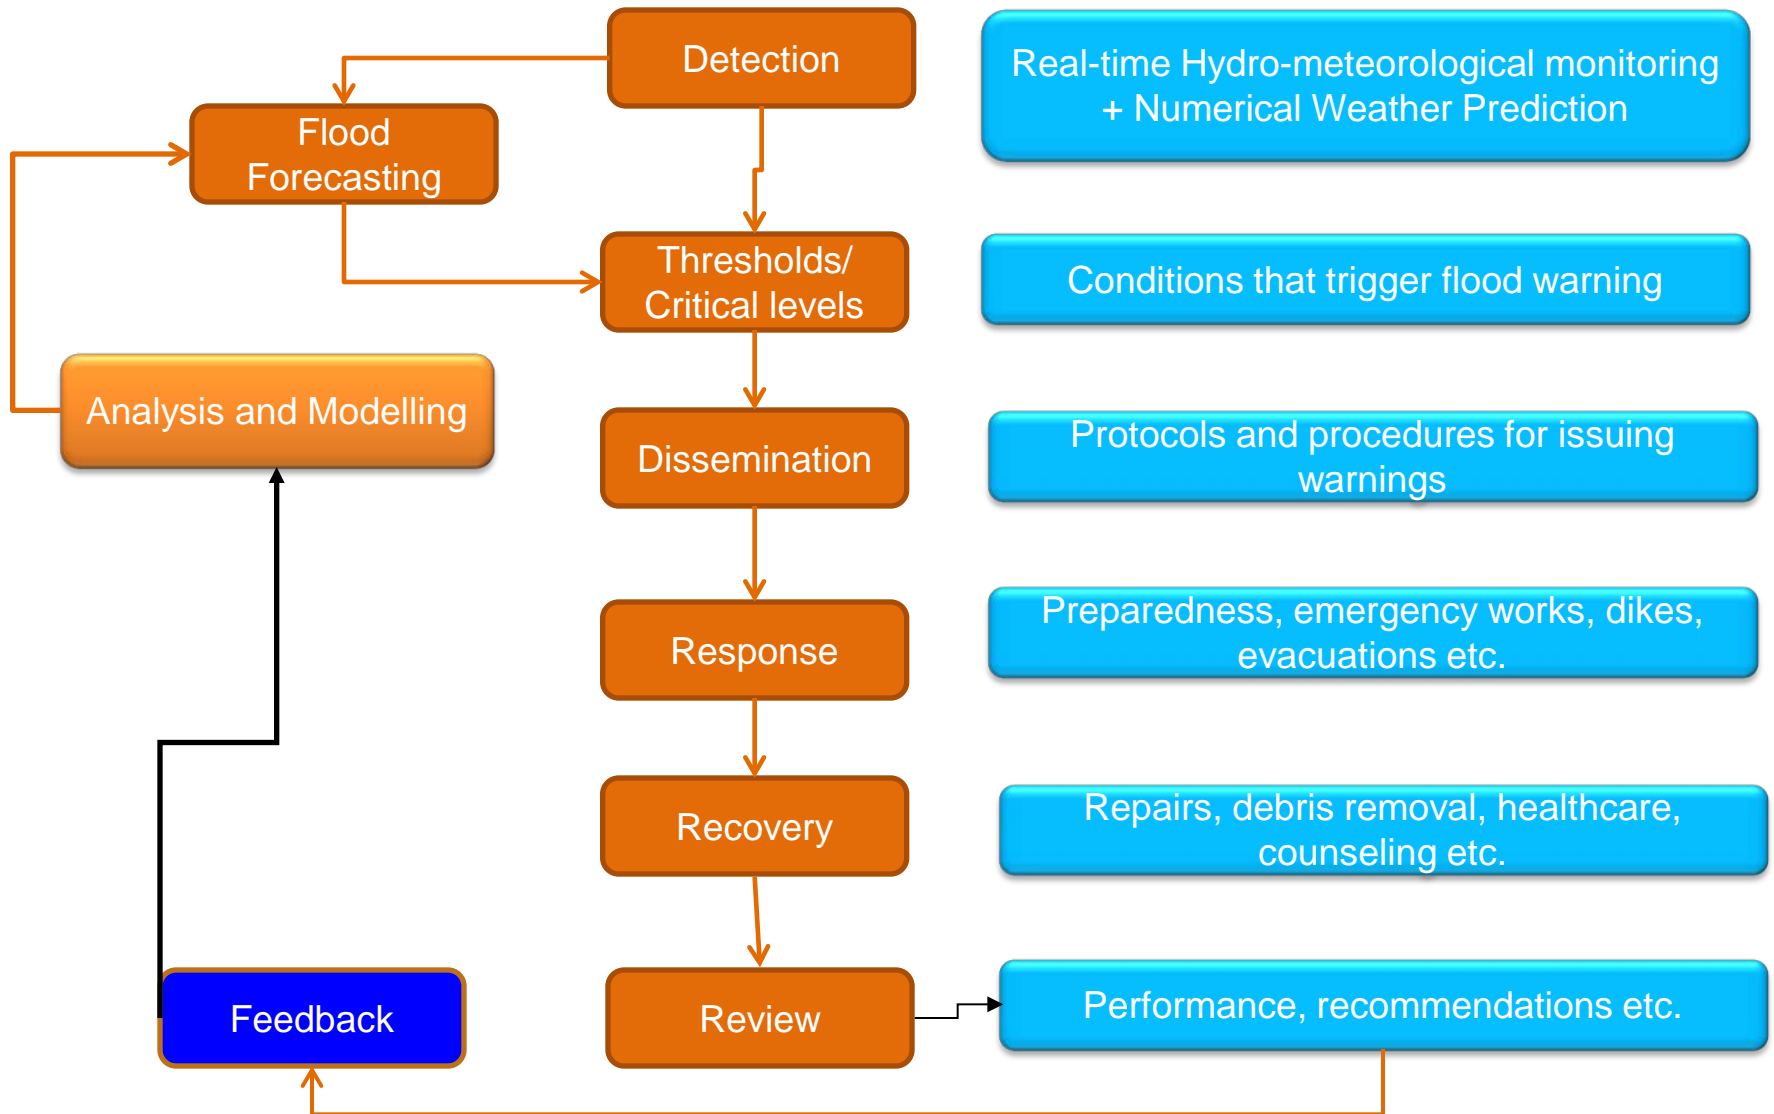 Detection
Real-time Hydro-meteorological monitoring
+ Numerical Weather Prediction
Flood
Forecasting
Thresholds/
Critical levels
Conditions that trigger flood warning
Analysis and Modelling
Dissemination
Protocols and procedures for issuing
warnings
Response
Preparedness, emergency works, dikes,
evacuations etc.
Recovery
Repairs, debris removal, healthcare,
counseling etc.
Feedback
Review
Performance, recommendations etc.